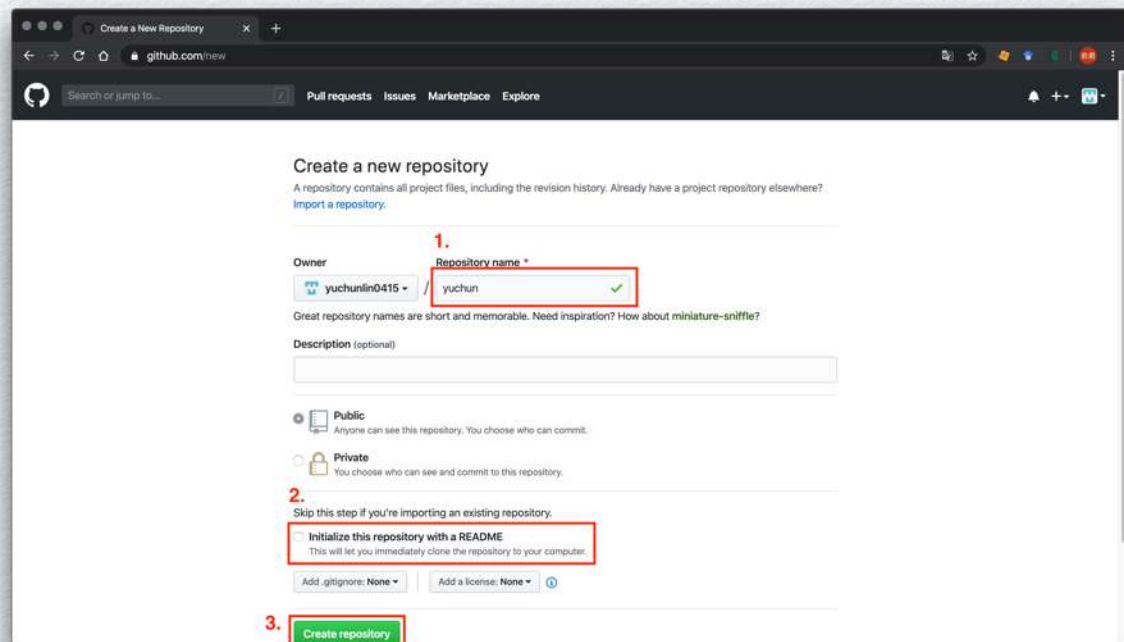 Create a New Repository
github.com/new
Search or jump to...
/
Pull requests Issues Marketplace Explore
Create a new repository
A repository contains all project files, including the revision history. Already have a project repository elsewhere?
Import a repository.
1.
Owner Repository name *
yuchunlin0415 / yuchun
Great repository names are short and memorable. Need inspiration? How about miniature-sniffle?
Description (optional)
Public
Anyone can see this repository. You choose who can commit.
Private
You choose who can see and commit to this repository.
2.
Skip this step if you're importing an existing repository.
Initialize this repository with a README
This will let you immediately clone the repository to your computer.
Add .gitignore: None Add a license: None
3.
Create repository